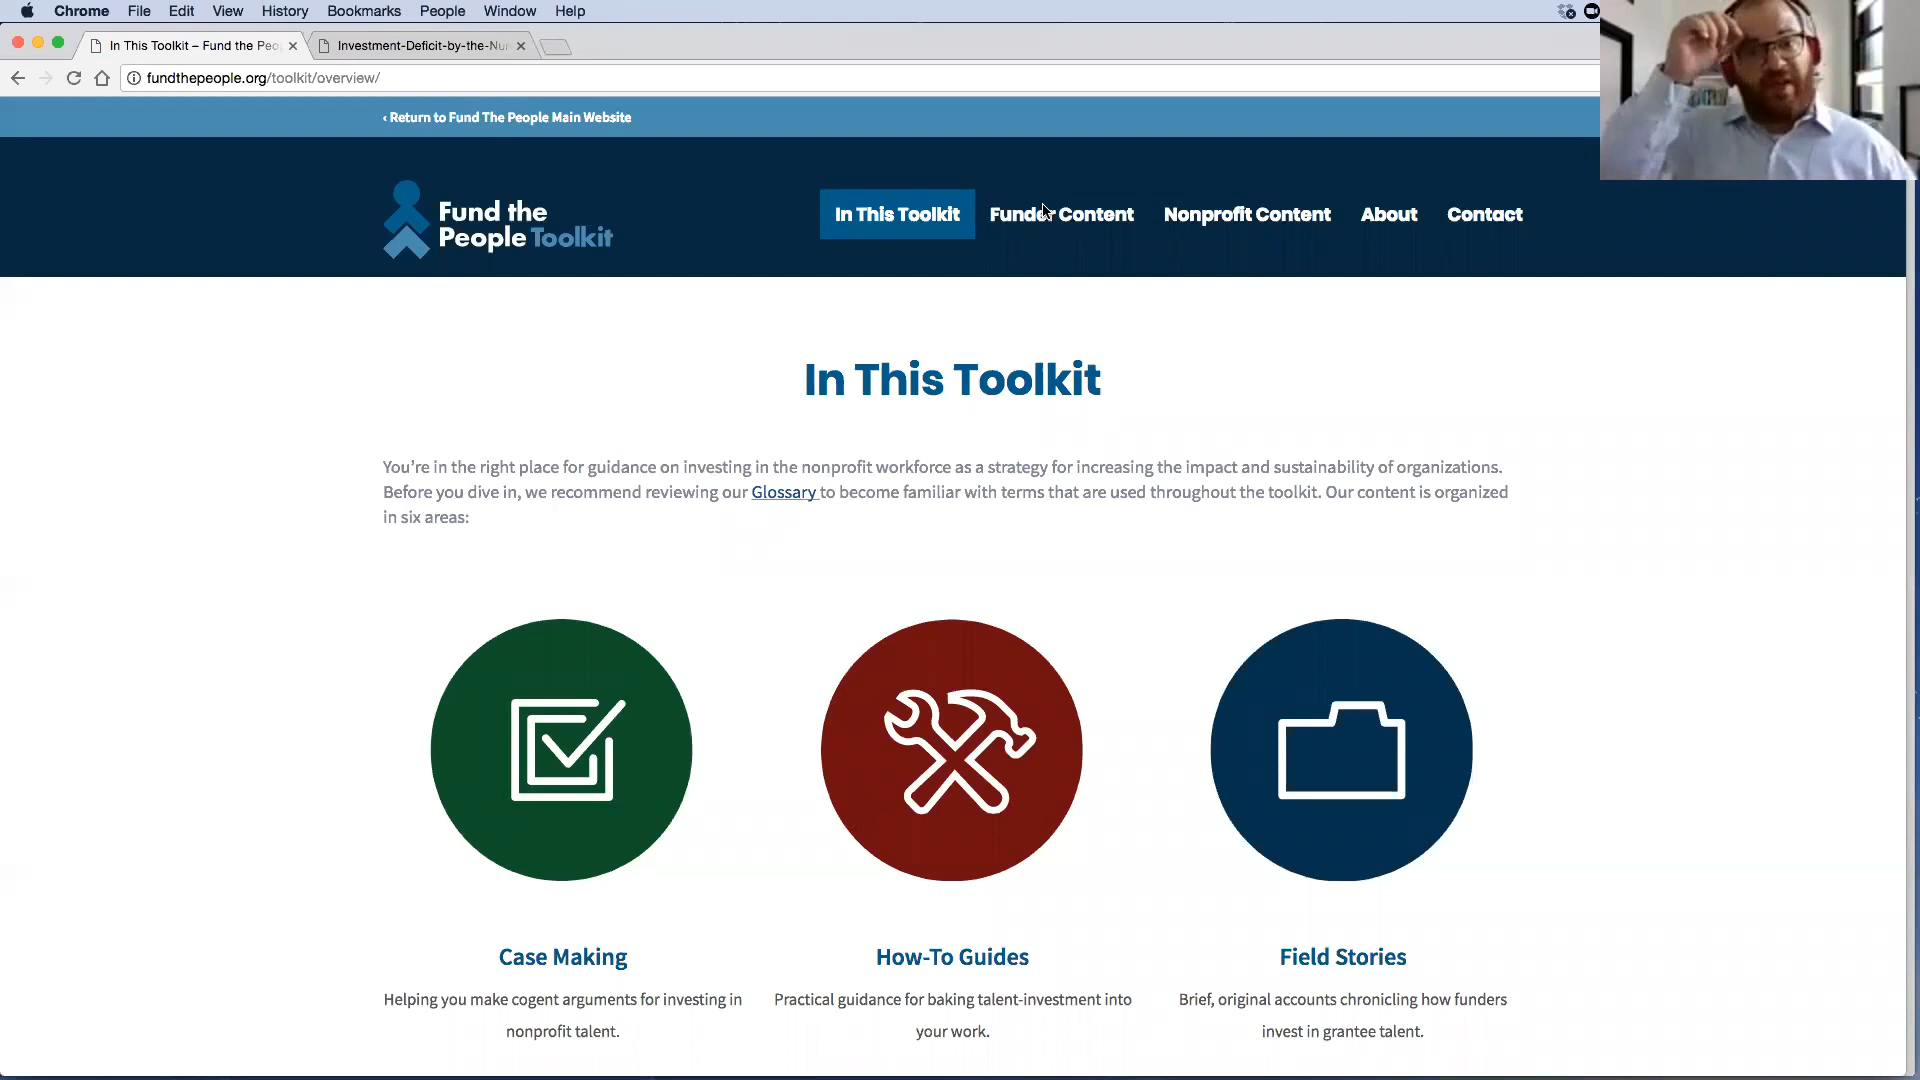 Chrome File Edit View History Bookmarks People Window Help
In This Toolkit – Fund the Peo
Investment-Deficit-by-the-Nu
fundthepeople.org/toolkit/overview/
‹ Return to Fund The People Main Website
Fund the
People Toolkit
In This Toolkit Funder Content Nonprofit Content About Contact
In This Toolkit
You're in the right place for guidance on investing in the nonprofit workforce as a strategy for increasing the impact and sustainability of organizations.
Before you dive in, we recommend reviewing our Glossary to become familiar with terms that are used throughout the toolkit. Our content is organized
in six areas:
Case Making
Helping you make cogent arguments for investing in
nonprofit talent.
How-To Guides
Practical guidance for baking talent-investment into
your work.
Field Stories
Brief, original accounts chronicling how funders
invest in grantee talent.